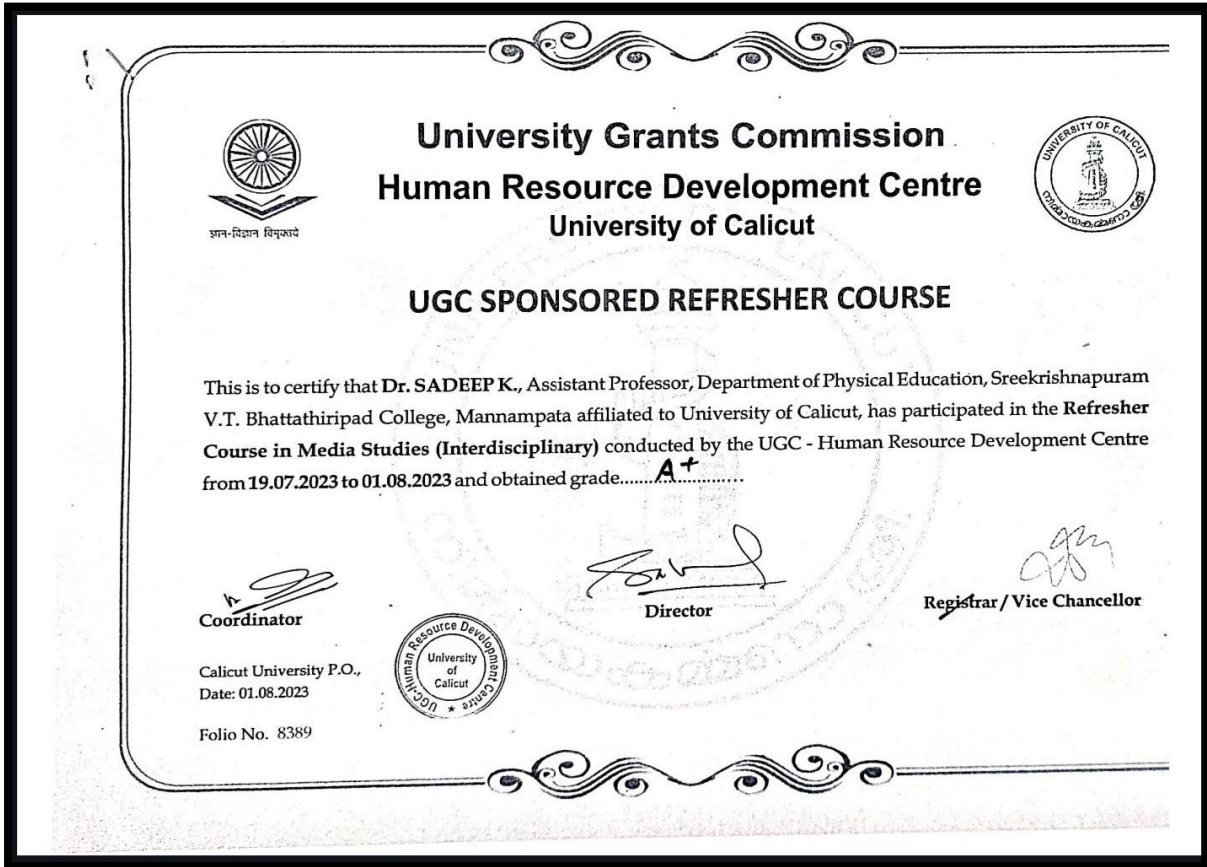 University Grants Commission
Human Resource Development Centre
University of Calicut
ज्ञान-विज्ञान विमुक्तये
UNIVERSITY OF CALICUT
നിർമായകർമണാ ശ്രീ
UGC SPONSORED REFRESHER COURSE
This is to certify that Dr. SADEEP K., Assistant Professor, Department of Physical Education, Sreekrishnapuram
V.T. Bhattathiripad College, Mannampata affiliated to University of Calicut, has participated in the Refresher
Course in Media Studies (Interdisciplinary) conducted by the UGC - Human Resource Development Centre
from 19.07.2023 to 01.08.2023 and obtained grade......A+.............
Coordinator
Director
Registrar / Vice Chancellor
Calicut University P.O.,
Date: 01.08.2023
Folio No. 8389
UGC-Human Resource Development Centre
University
of
Calicut